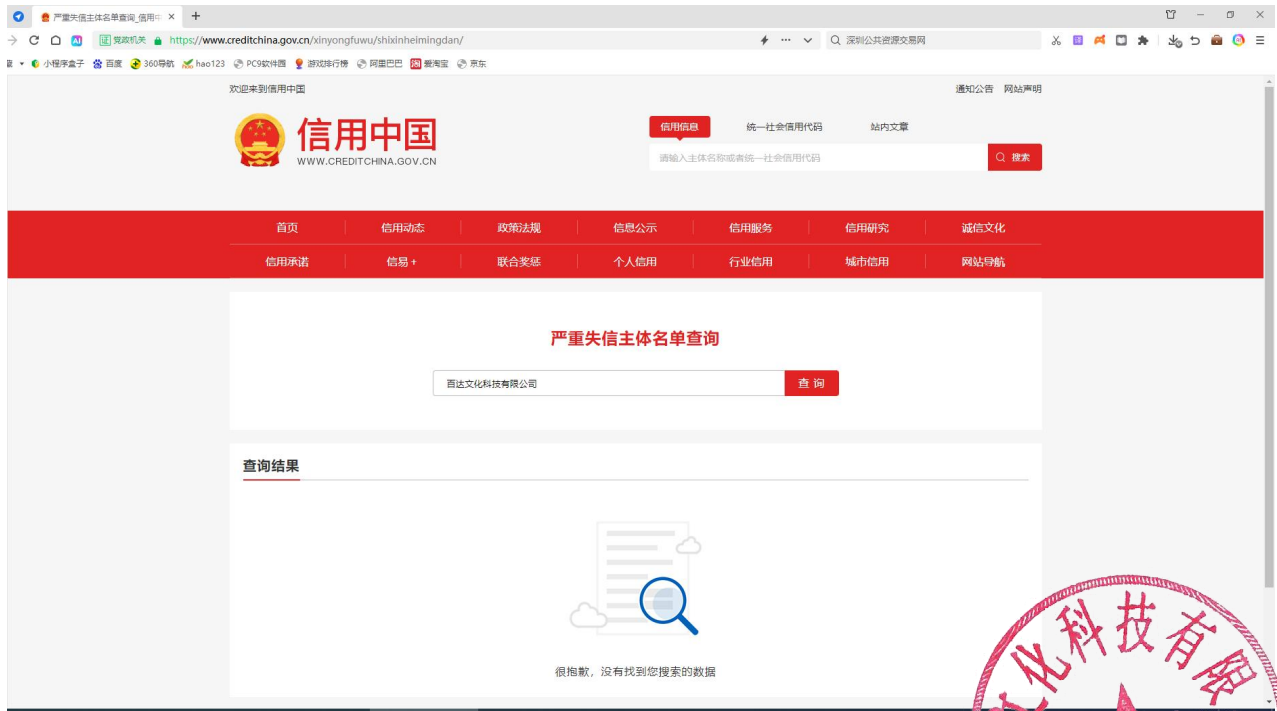 严重失信主体名单查询_信用中
证 党政机关 https://www.creditchina.gov.cn/xinyongfuwu/shixinheimingdan/ 深圳公共资源交易网
小程序盒子 百度 360导航 hao123 PC9软件园 游戏排行榜 阿里巴巴 爱淘宝 京东
欢迎来到信用中国 通知公告 网站声明
信用信息 统一社会信用代码 站内文章
信用中国
WWW.CREDITCHINA.GOV.CN
请输入主体名称或者统一社会信用代码 搜索
首页 信用动态 政策法规 信息公示 信用服务 信用研究 诚信文化
信用承诺 信易+ 联合奖惩 个人信用 行业信用 城市信用 网站导航
严重失信主体名单查询
百达文化科技有限公司 查询
查询结果
很抱歉，没有找到您搜索的数据
化科技有限